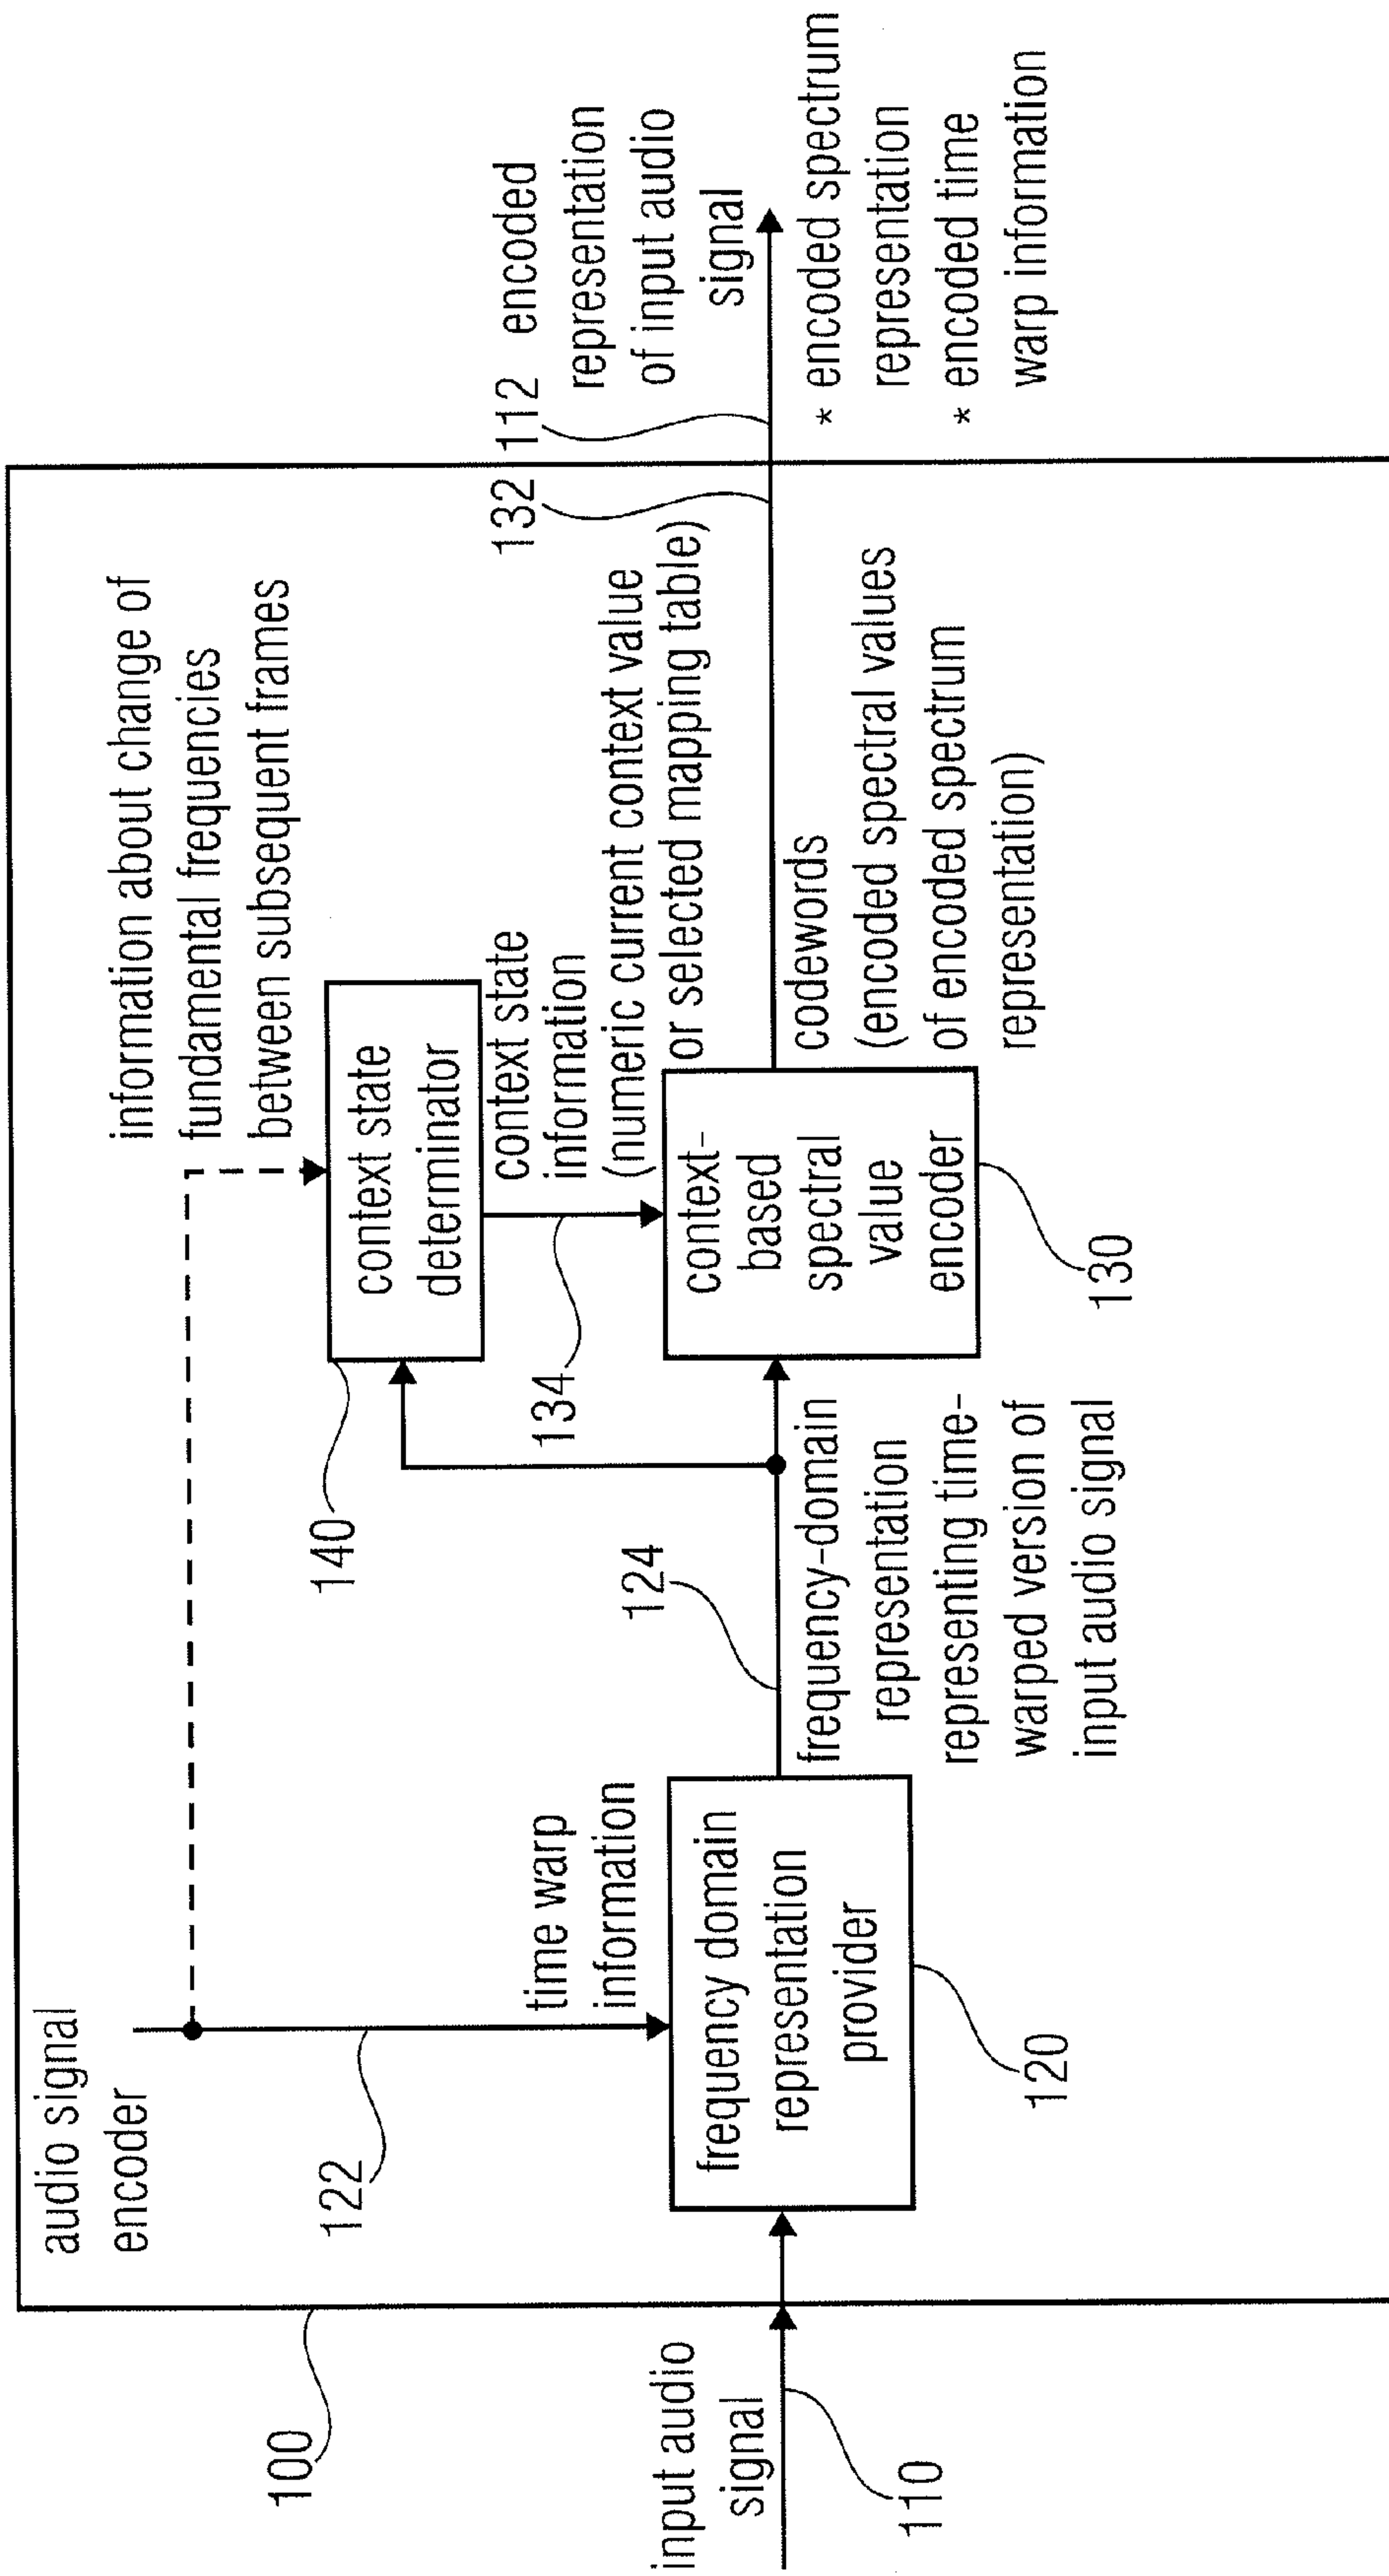 100
audio signal
encoder
information about change of
fundamental frequencies
between subsequent frames
122
time warp
information
140
context state
determinator
134
context state
information
(numeric current context value
or selected mapping table)
input audio
signal
110
frequency domain
representation
provider
120
124
frequency-domain
representation
representing time-
warped version of
input audio signal
context-
based
spectral
value
encoder
130
codewords
(encoded spectral values
of encoded spectrum
representation)
132
112
encoded
representation
of input audio
signal
* encoded spectrum
representation
* encoded time
warp information